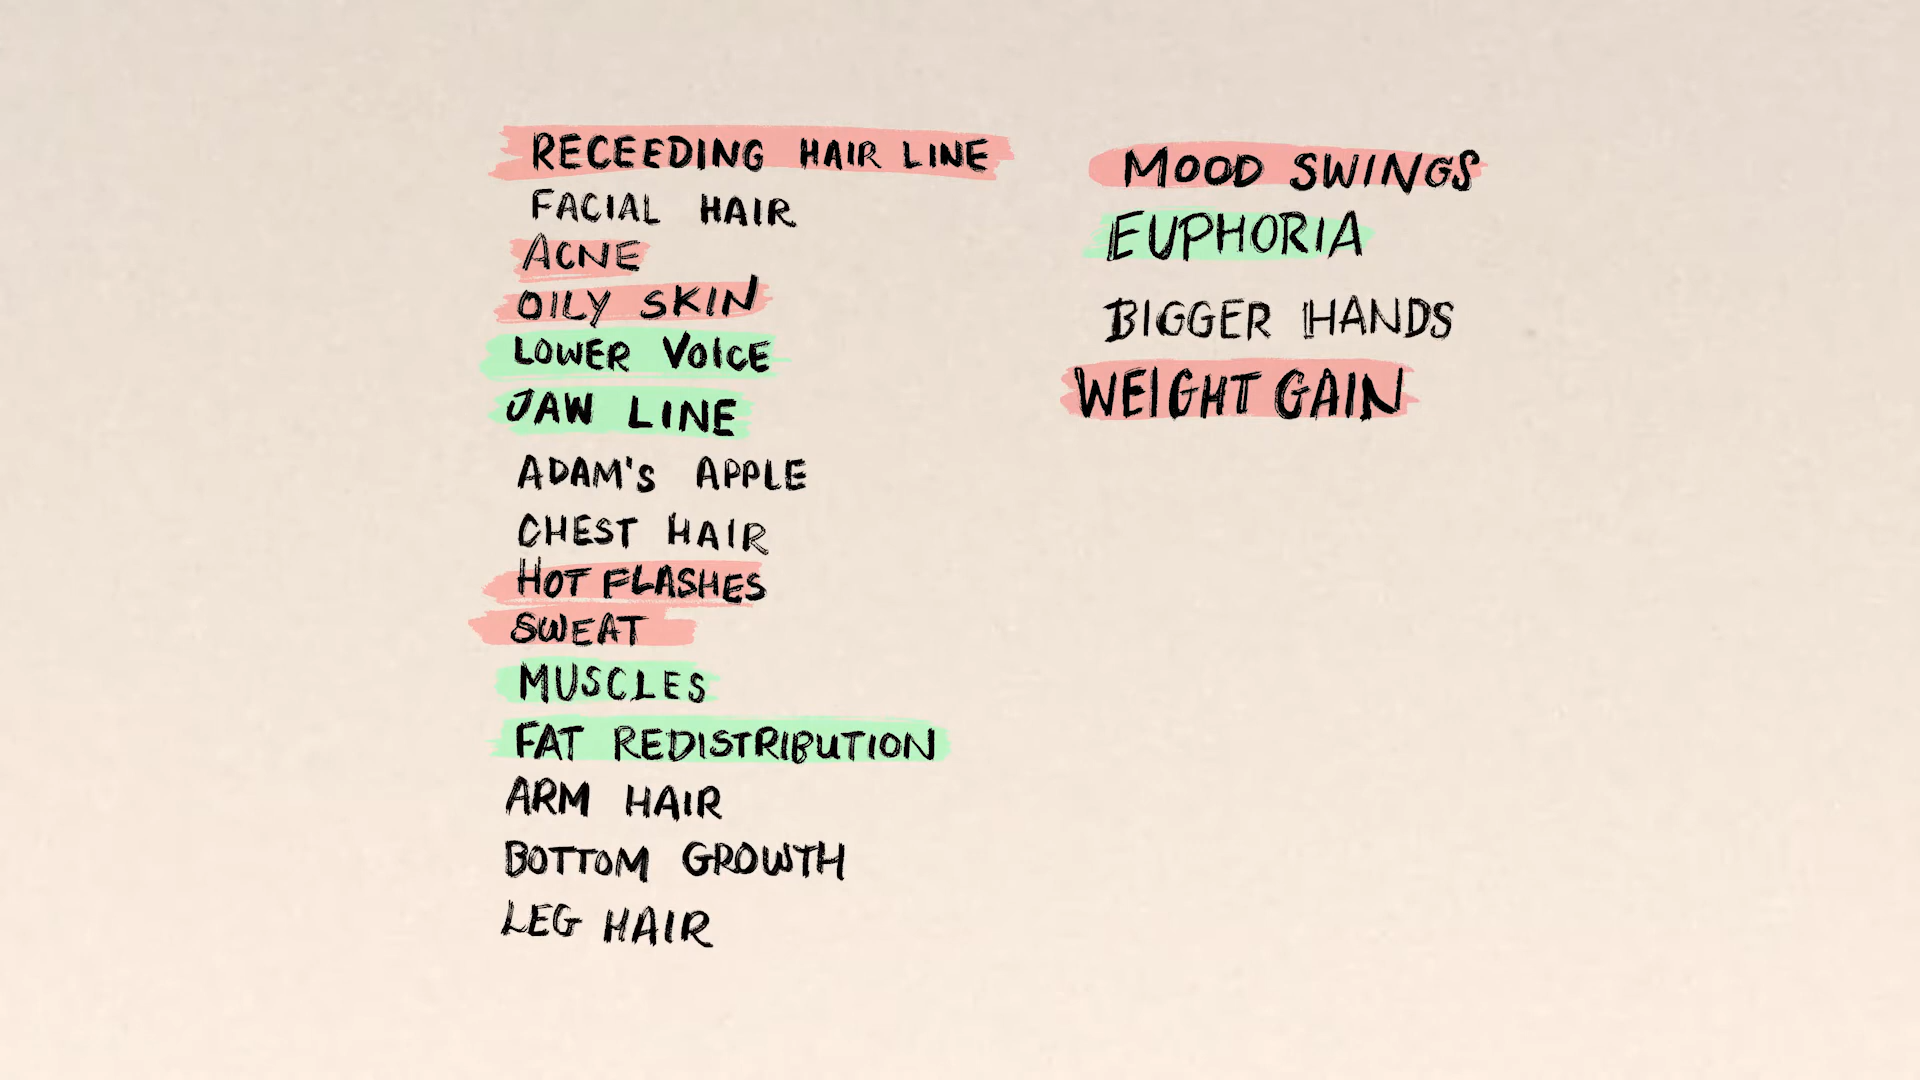 RECEEDING HAIR LINE
FACIAL HAIR
ACNE
OILY SKIN
LOWER VOICE
JAW LINE
ADAM'S APPLE
CHEST HAIR
HOT FLASHES
SWEAT
MUSCLES
FAT REDISTRIBUTION
ARM HAIR
BOTTOM GROWTH
LEG HAIR
MOOD SWINGS
EUPHORIA
BIGGER HANDS
WEIGHT GAIN